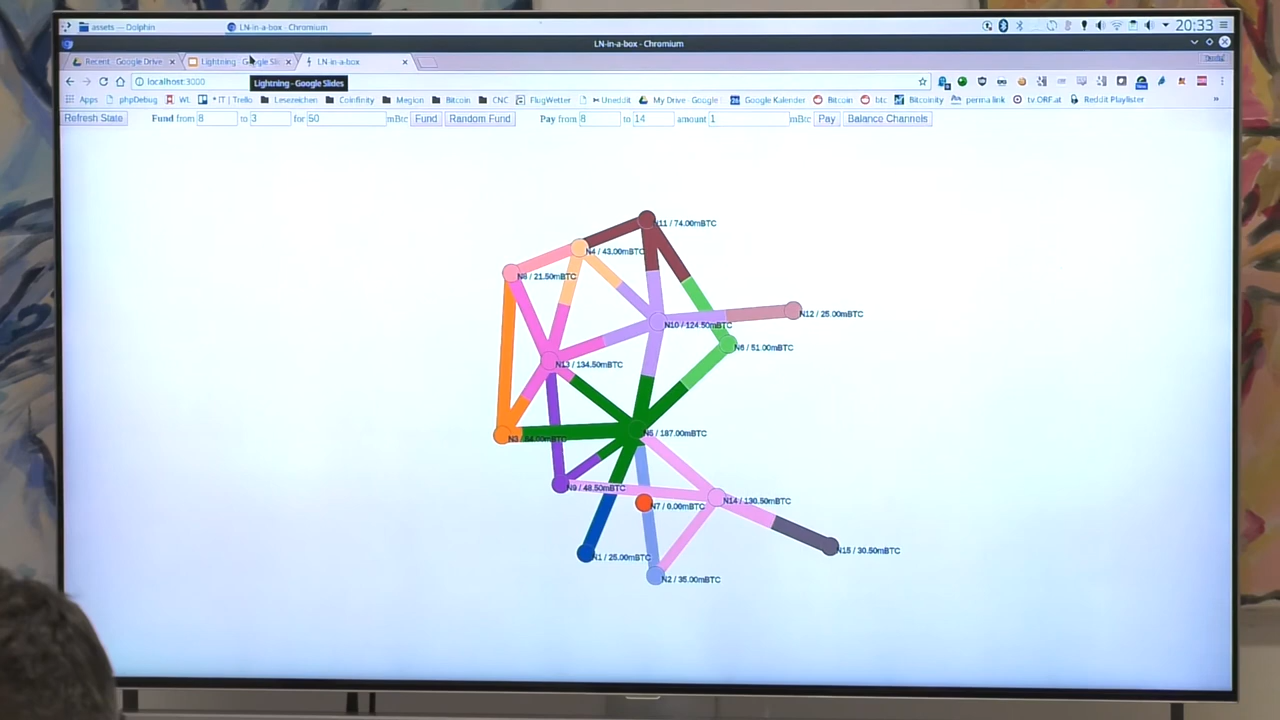 assets — Dolphin
LN-in-a-box - Chromium
20:33
LN-in-a-box - Chromium
Recent · Google Drive
Lightning · Google Sli
LN-in-a-box
localhost:3000
Lightning - Google Slides
Apps phpDebug WL * IT | Trello Lesezeichen Coinfinity Megion Bitcoin CNC FlugWetter Uneddit My Drive · Google Google Kalender Bitcoin btc Bitcoinity perma link tv ORF.at Reddit Playlister »
Refresh State Fund from 8 to 3 for 50 mBtc Fund Random Fund Pay from 8 to 14 amount 1 mBtc Pay Balance Channels
N11 / 74.00mBTC
N4 / 43.00mBTC
N8 / 21.50mBTC
N12 / 25.00mBTC
N10 / 124.50mBTC
N6 / 51.00mBTC
N13 / 134.50mBTC
N5 / 187.00mBTC
N9 / 48.50mBTC
N14 / 130.50mBTC
N7 / 0.00mBTC
N15 / 30.50mBTC
N1 / 25.00mBTC
N2 / 35.00mBTC